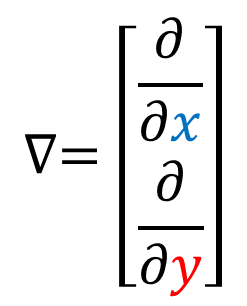 ∇= [ ∂/∂x
∂/∂y ]